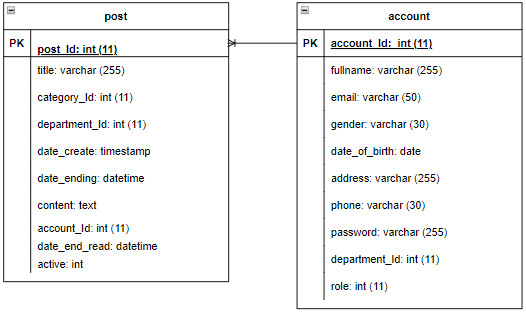 post
PK
post_Id: int (11)
title: varchar (255)
category_Id: int (11)
department_Id: int (11)
date_create: timestamp
date_ending: datetime
content: text
account_Id: int (11)
date_end_read: datetime
active: int
account
PK
account_Id: int (11)
fullname: varchar (255)
email: varchar (50)
gender: varchar (30)
date_of_birth: date
address: varchar (255)
phone: varchar (30)
password: varchar (255)
department_Id: int (11)
role: int (11)